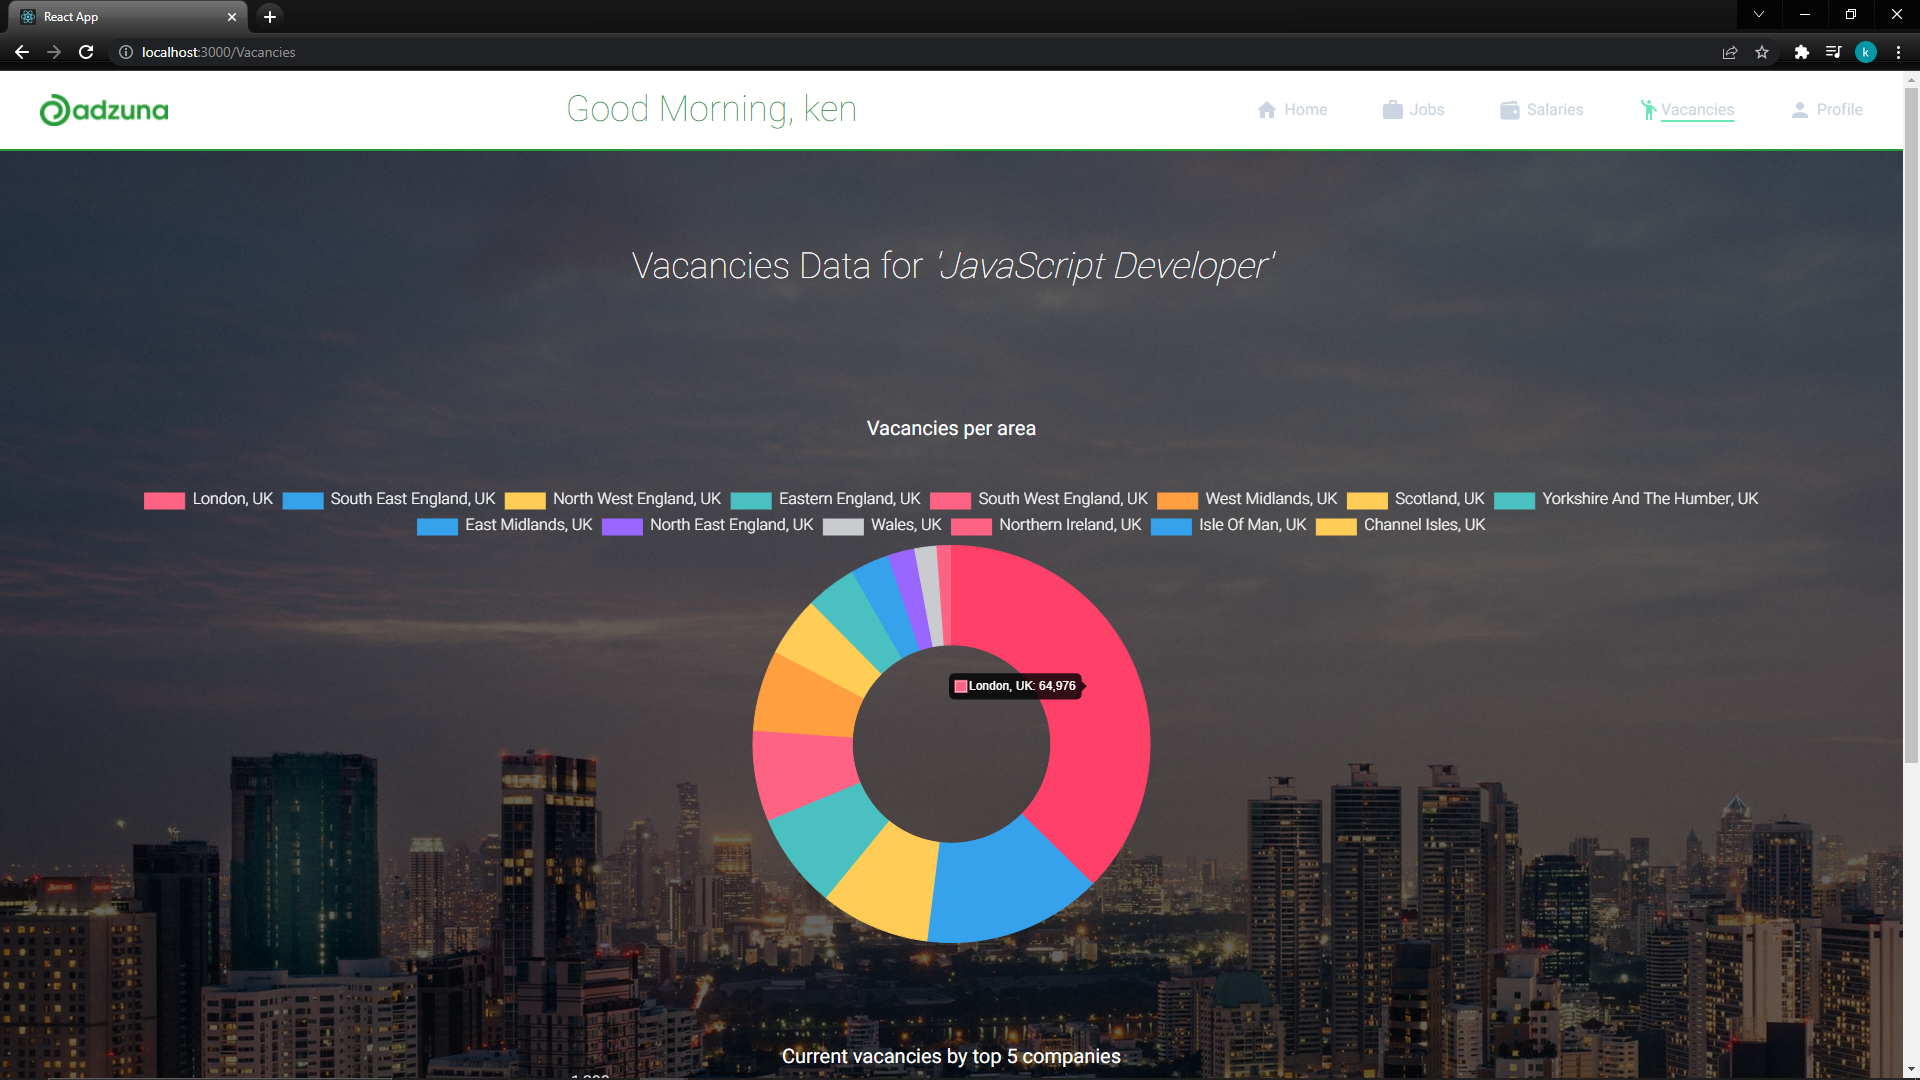 React App
localhost:3000/Vacancies
k
adzuna
Good Morning, ken
Home
Jobs
Salaries
Vacancies
Profile
Vacancies Data for 'JavaScript Developer'
Vacancies per area
London, UK South East England, UK North West England, UK Eastern England, UK South West England, UK West Midlands, UK Scotland, UK Yorkshire And The Humber, UK
East Midlands, UK North East England, UK Wales, UK Northern Ireland, UK Isle Of Man, UK Channel Isles, UK
London, UK: 64,976
Current vacancies by top 5 companies